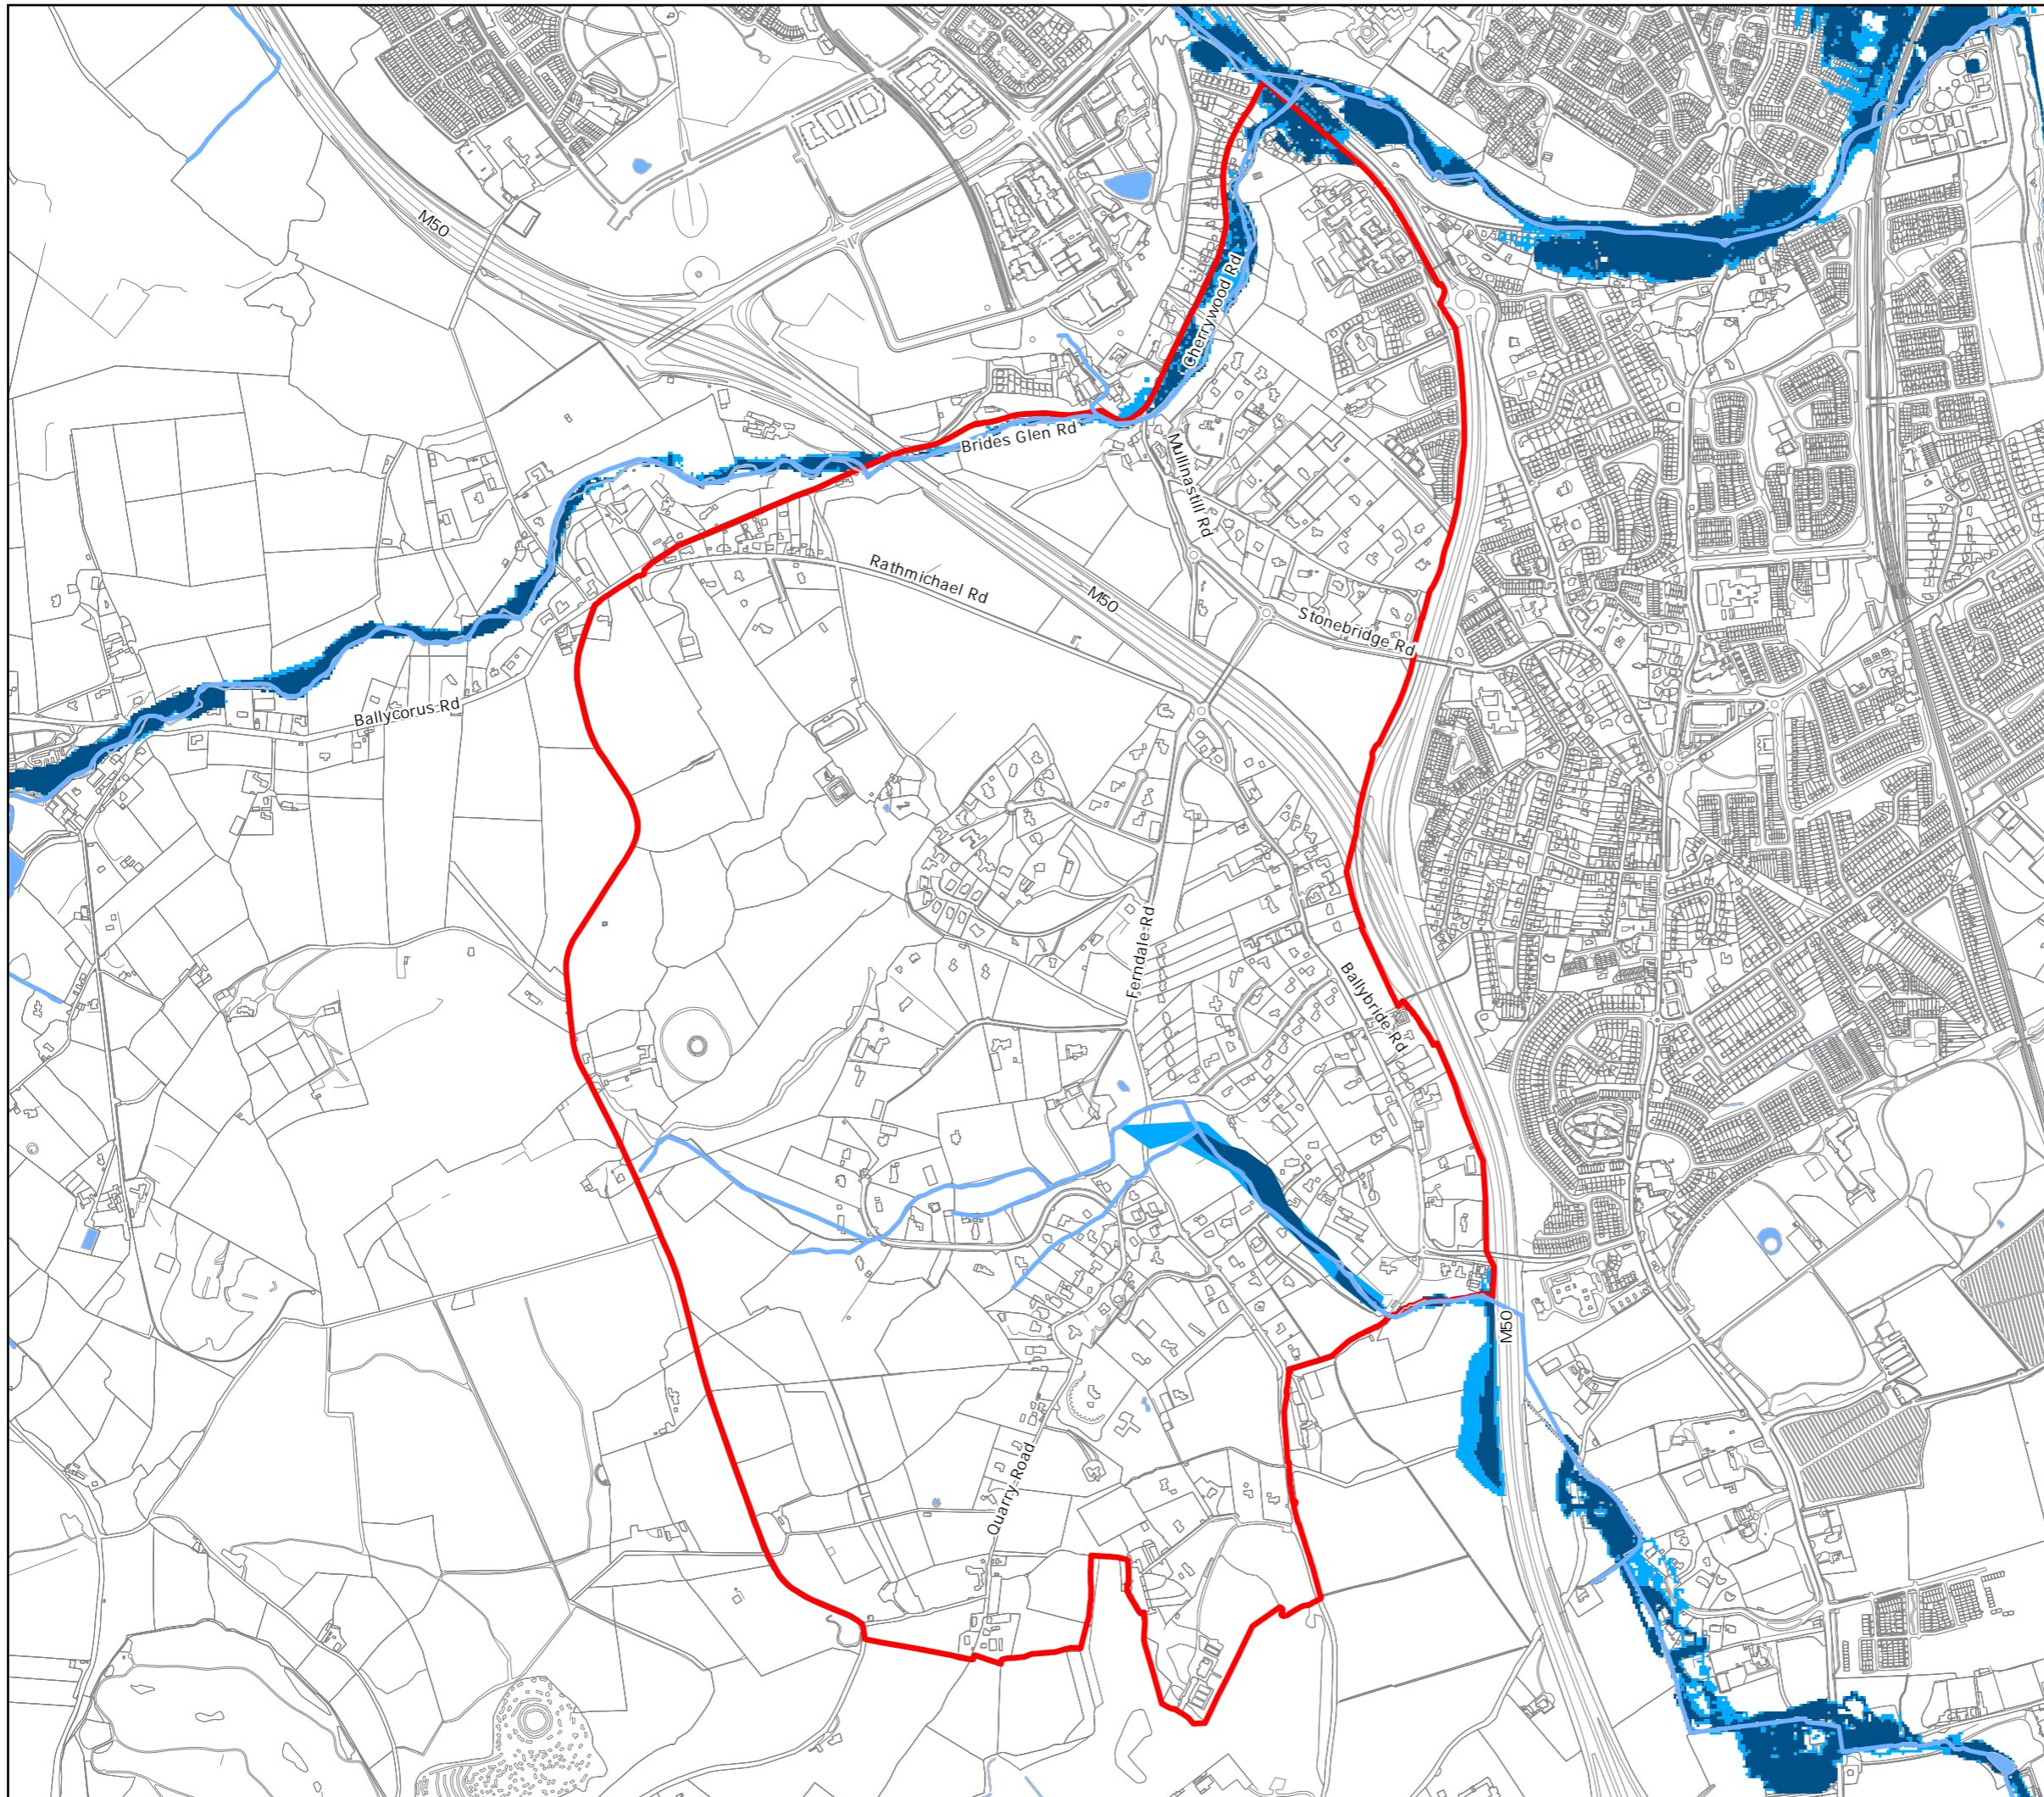 M50
Cherrywood Rd
Brides Glen Rd
Mullinastill Rd
Rathmichael Rd
M50
Stonebridge Rd
Ballycorus Rd
Ferndale Rd
Ballybride Rd
M50
Quarry Road